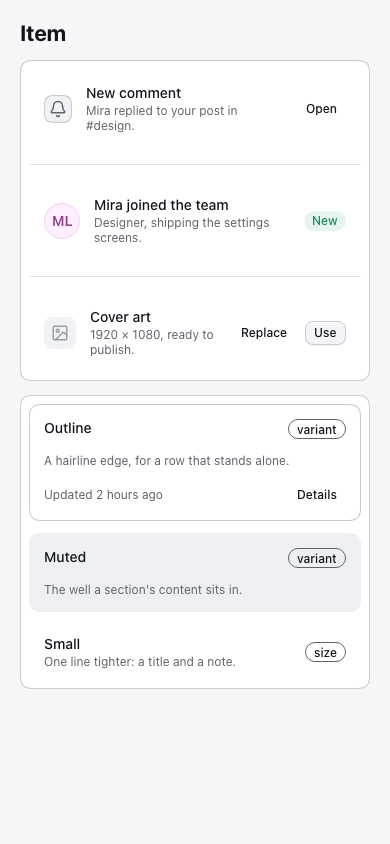 Item
New comment
Mira replied to your post in
#design.
Open
ML
Mira joined the team
Designer, shipping the settings
screens.
New
Cover art
1920 × 1080, ready to
publish.
Replace
Use
Outline
variant
A hairline edge, for a row that stands alone.
Updated 2 hours ago
Details
Muted
variant
The well a section's content sits in.
Small
One line tighter: a title and a note.
size